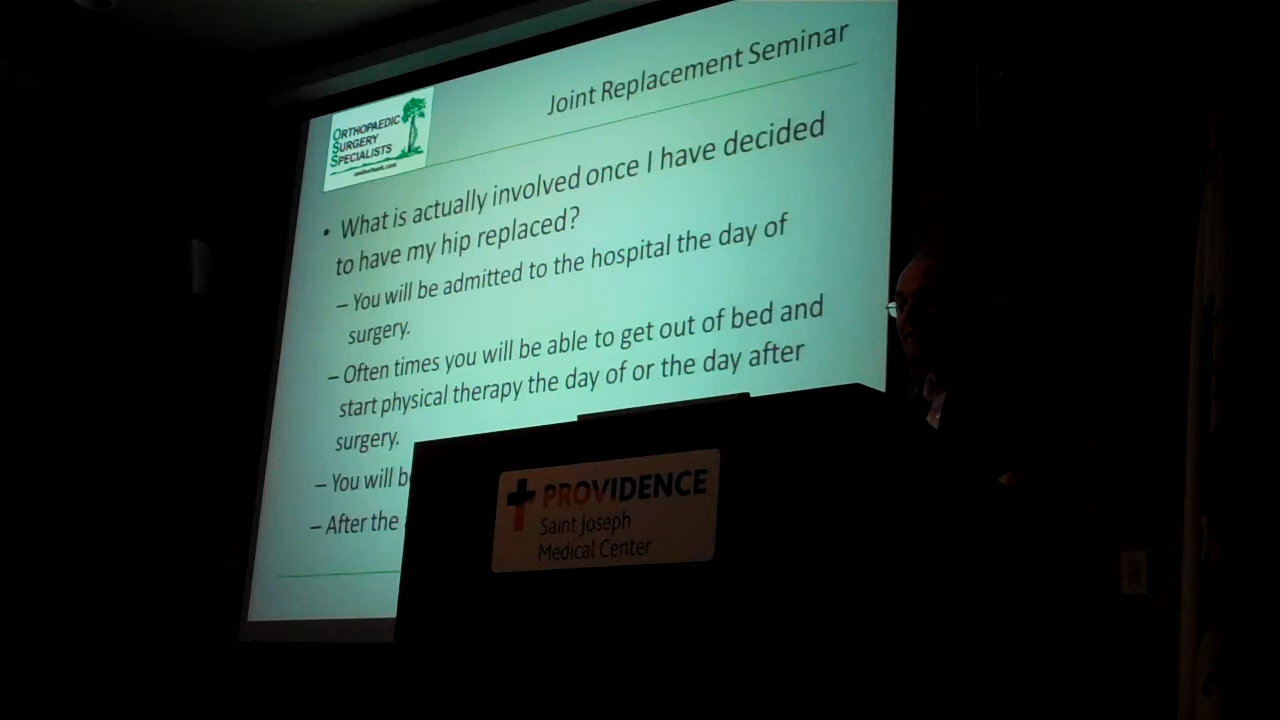 Joint Replacement Seminar
ORTHOPAEDIC
SURGERY
SPECIALISTS
• What is actually involved once I have decided
to have my hip replaced?
– You will be admitted to the hospital the day of
surgery.
– Often times you will be able to get out of bed and
start physical therapy the day of or the day after
surgery.
– You will b
– After the
PROVIDENCE
Saint Joseph
Medical Center